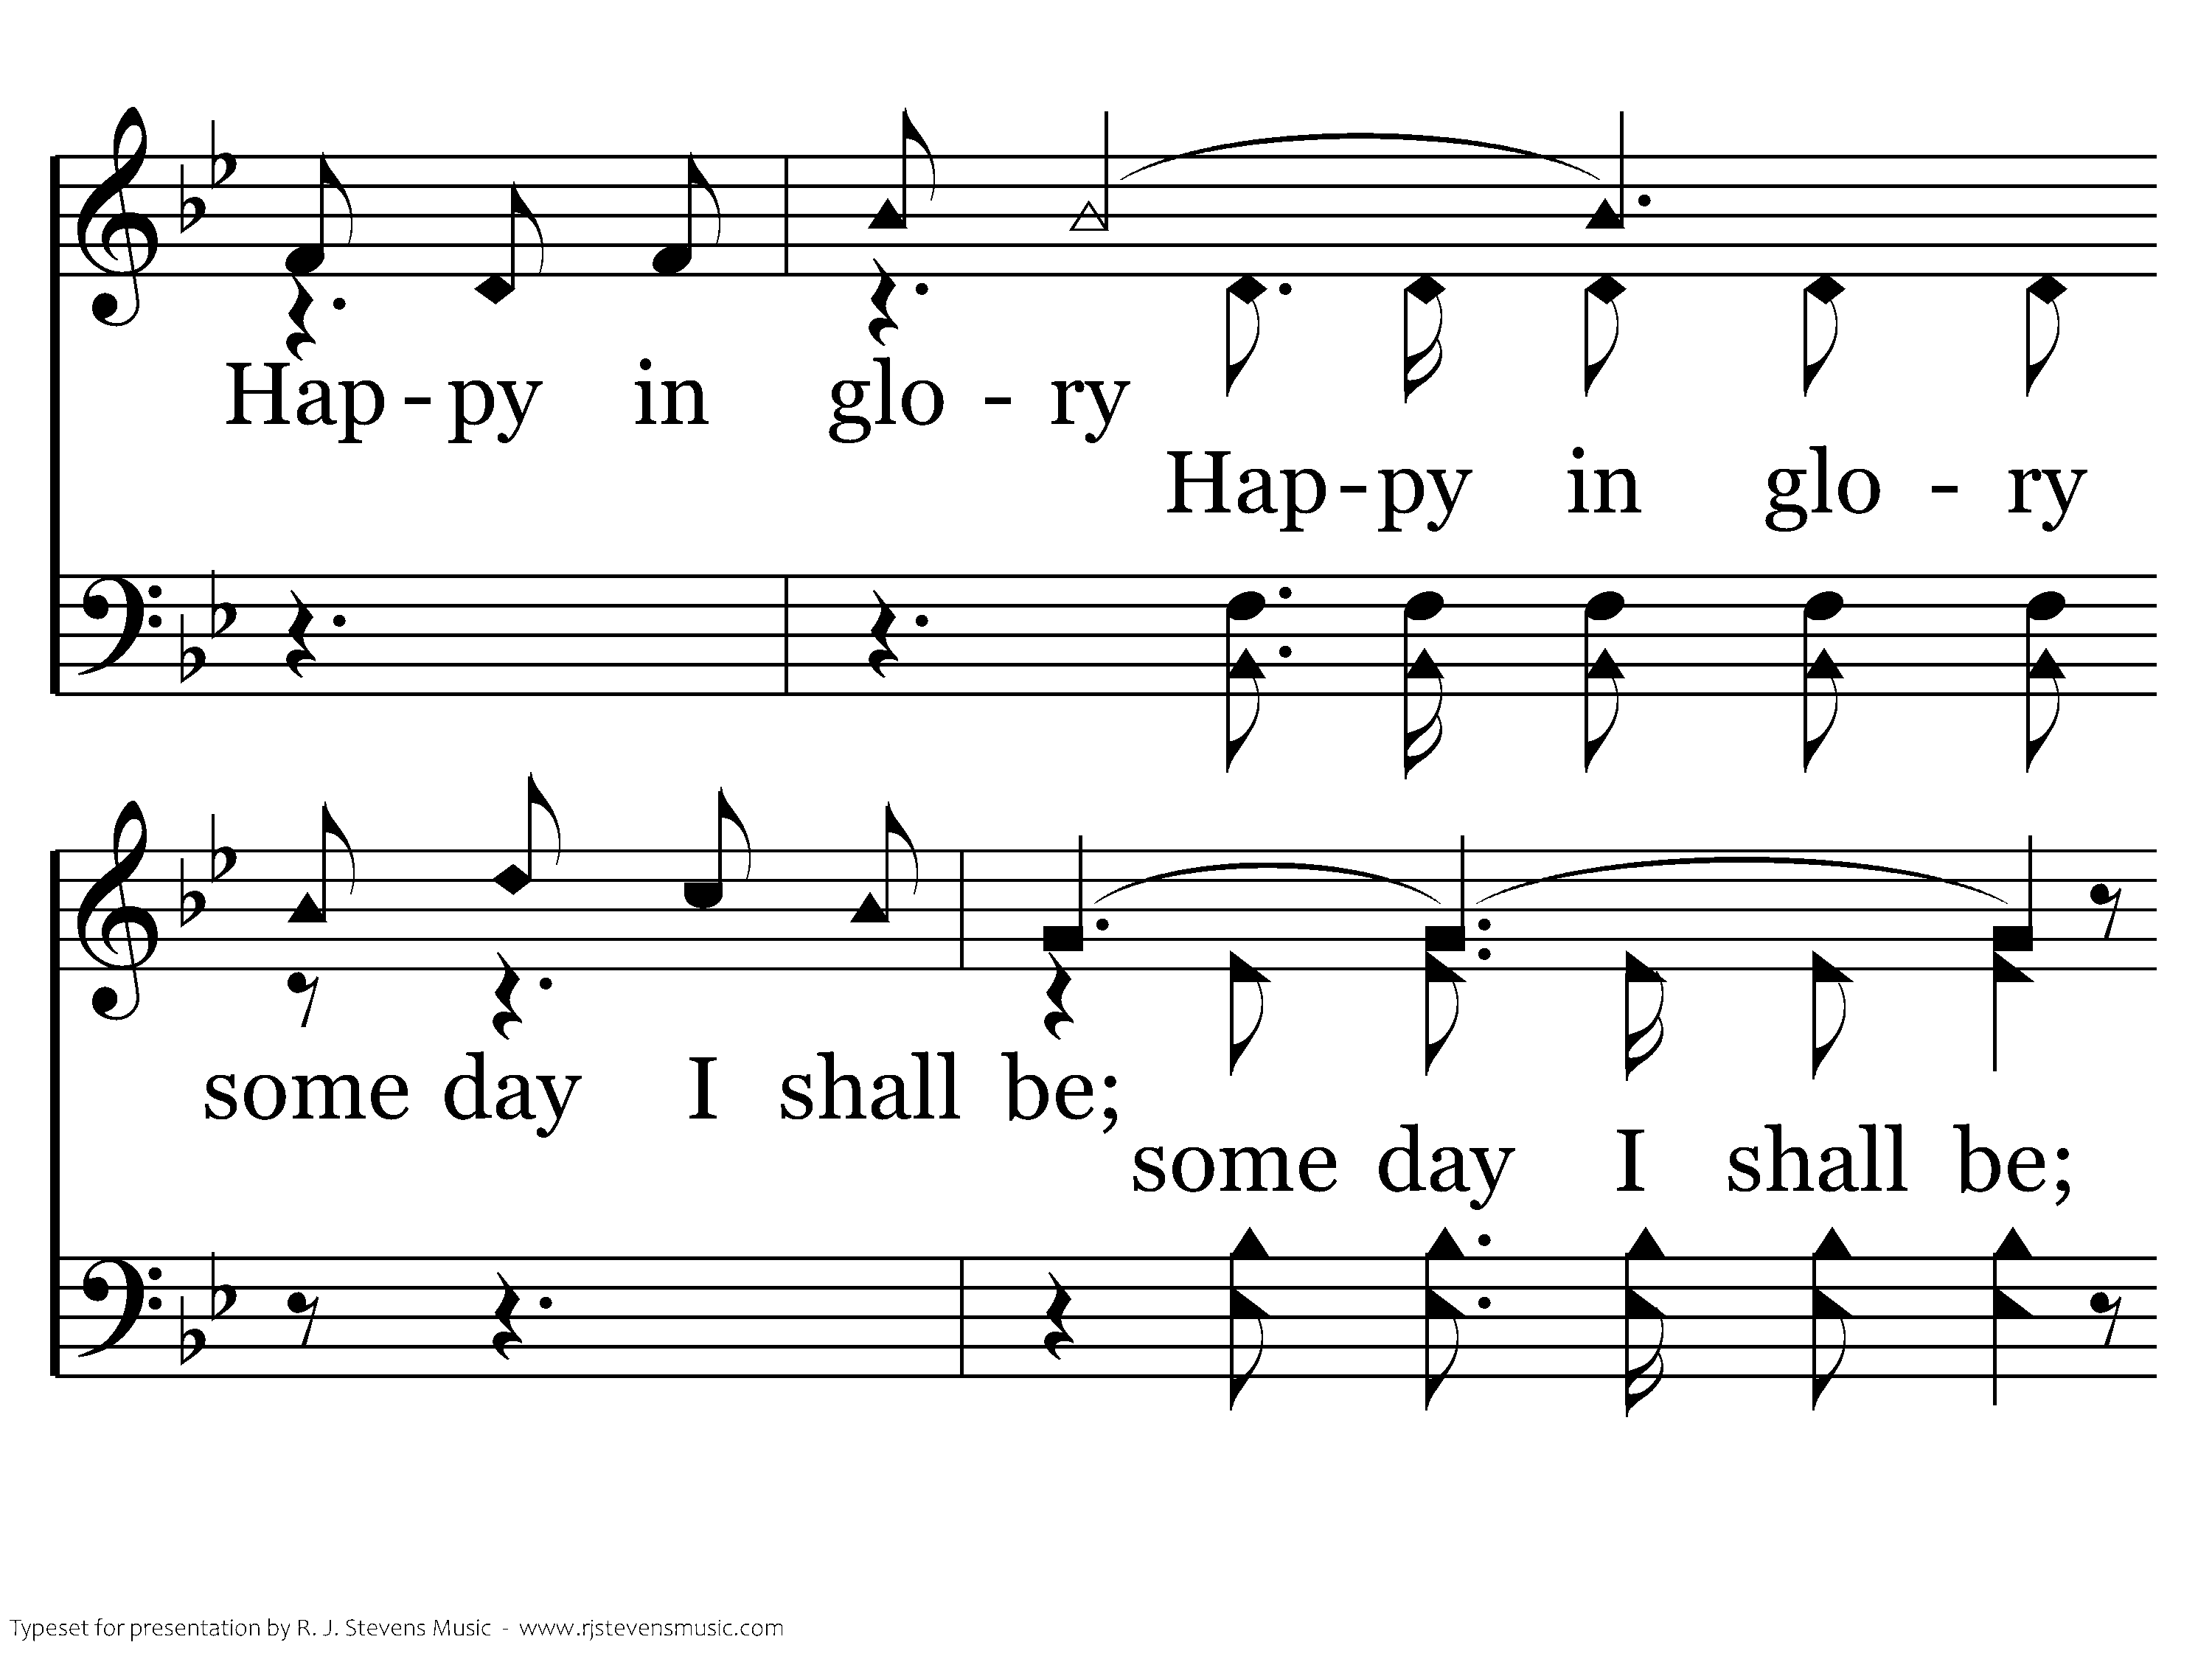 Hap - py in glo - ry
Hap - py in glo - ry
some day I shall be;
some day I shall be;
Typeset for presentation by R. J. Stevens Music - www.rjstevensmusic.com